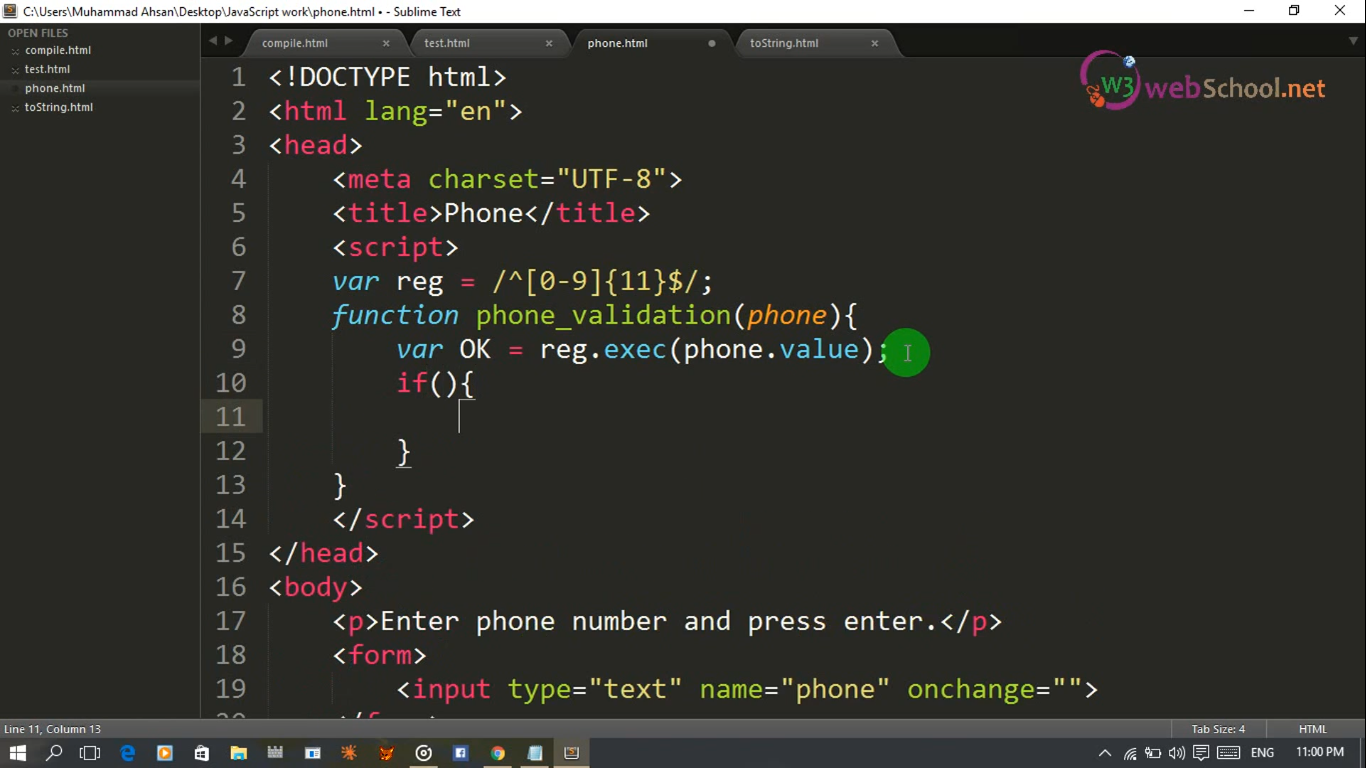 C:\Users\Muhammad Ahsan\Desktop\JavaScript work\phone.html • - Sublime Text
OPEN FILES
compile.html
test.html
phone.html
toString.html
compile.html × test.html × phone.html toString.html ×
W3 webSchool.net
1 <!DOCTYPE html>
2 <html lang="en">
3 <head>
4 <meta charset="UTF-8">
5 <title>Phone</title>
6 <script>
7 var reg = /^[0-9]{11}$/;
8 function phone_validation(phone){
9 var OK = reg.exec(phone.value);
10 if(){
11
12 }
13 }
14 </script>
15 </head>
16 <body>
17 <p>Enter phone number and press enter.</p>
18 <form>
19 <input type="text" name="phone" onchange="">
Line 11, Column 13
Tab Size: 4
HTML
ENG
11:00 PM